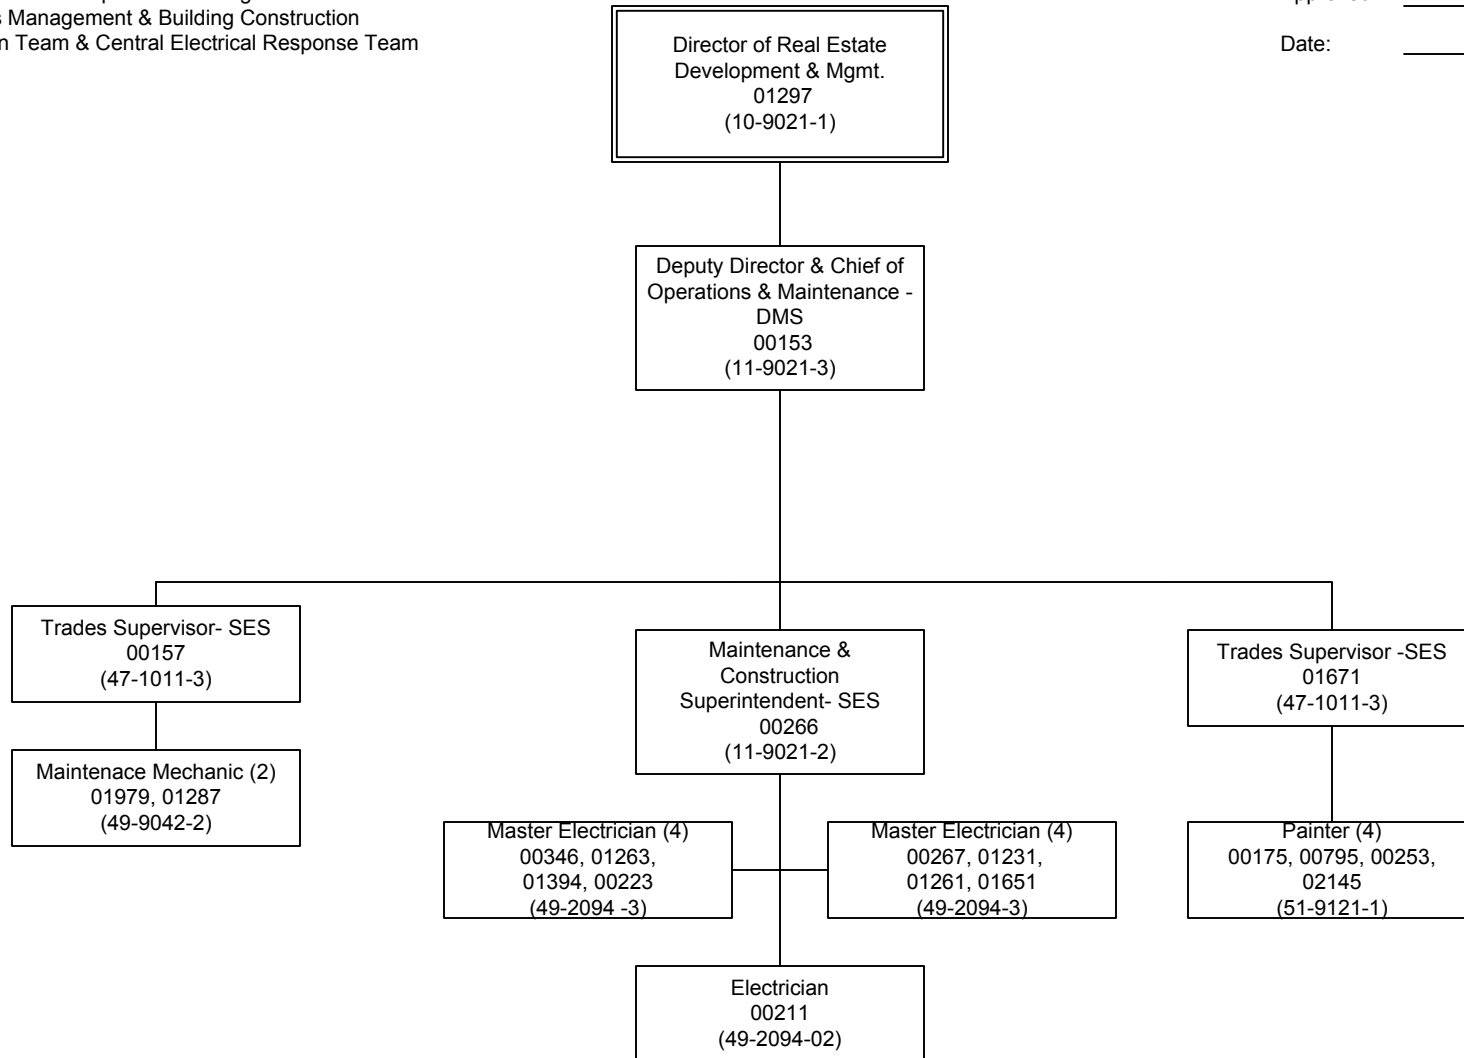 s Management & Building Construction
n Team & Central Electrical Response Team
Date:
Director of Real Estate
Development & Mgmt.
01297
(10-9021-1)
Deputy Director & Chief of
Operations & Maintenance -
DMS
00153
(11-9021-3)
Trades Supervisor- SES
00157
(47-1011-3)
Maintenance &
Construction
Superintendent- SES
00266
(11-9021-2)
Trades Supervisor -SES
01671
(47-1011-3)
Maintenace Mechanic (2)
01979, 01287
(49-9042-2)
Master Electrician (4)
00346, 01263,
01394, 00223
(49-2094 -3)
Master Electrician (4)
00267, 01231,
01261, 01651
(49-2094-3)
Painter (4)
00175, 00795, 00253,
02145
(51-9121-1)
Electrician
00211
(49-2094-02)